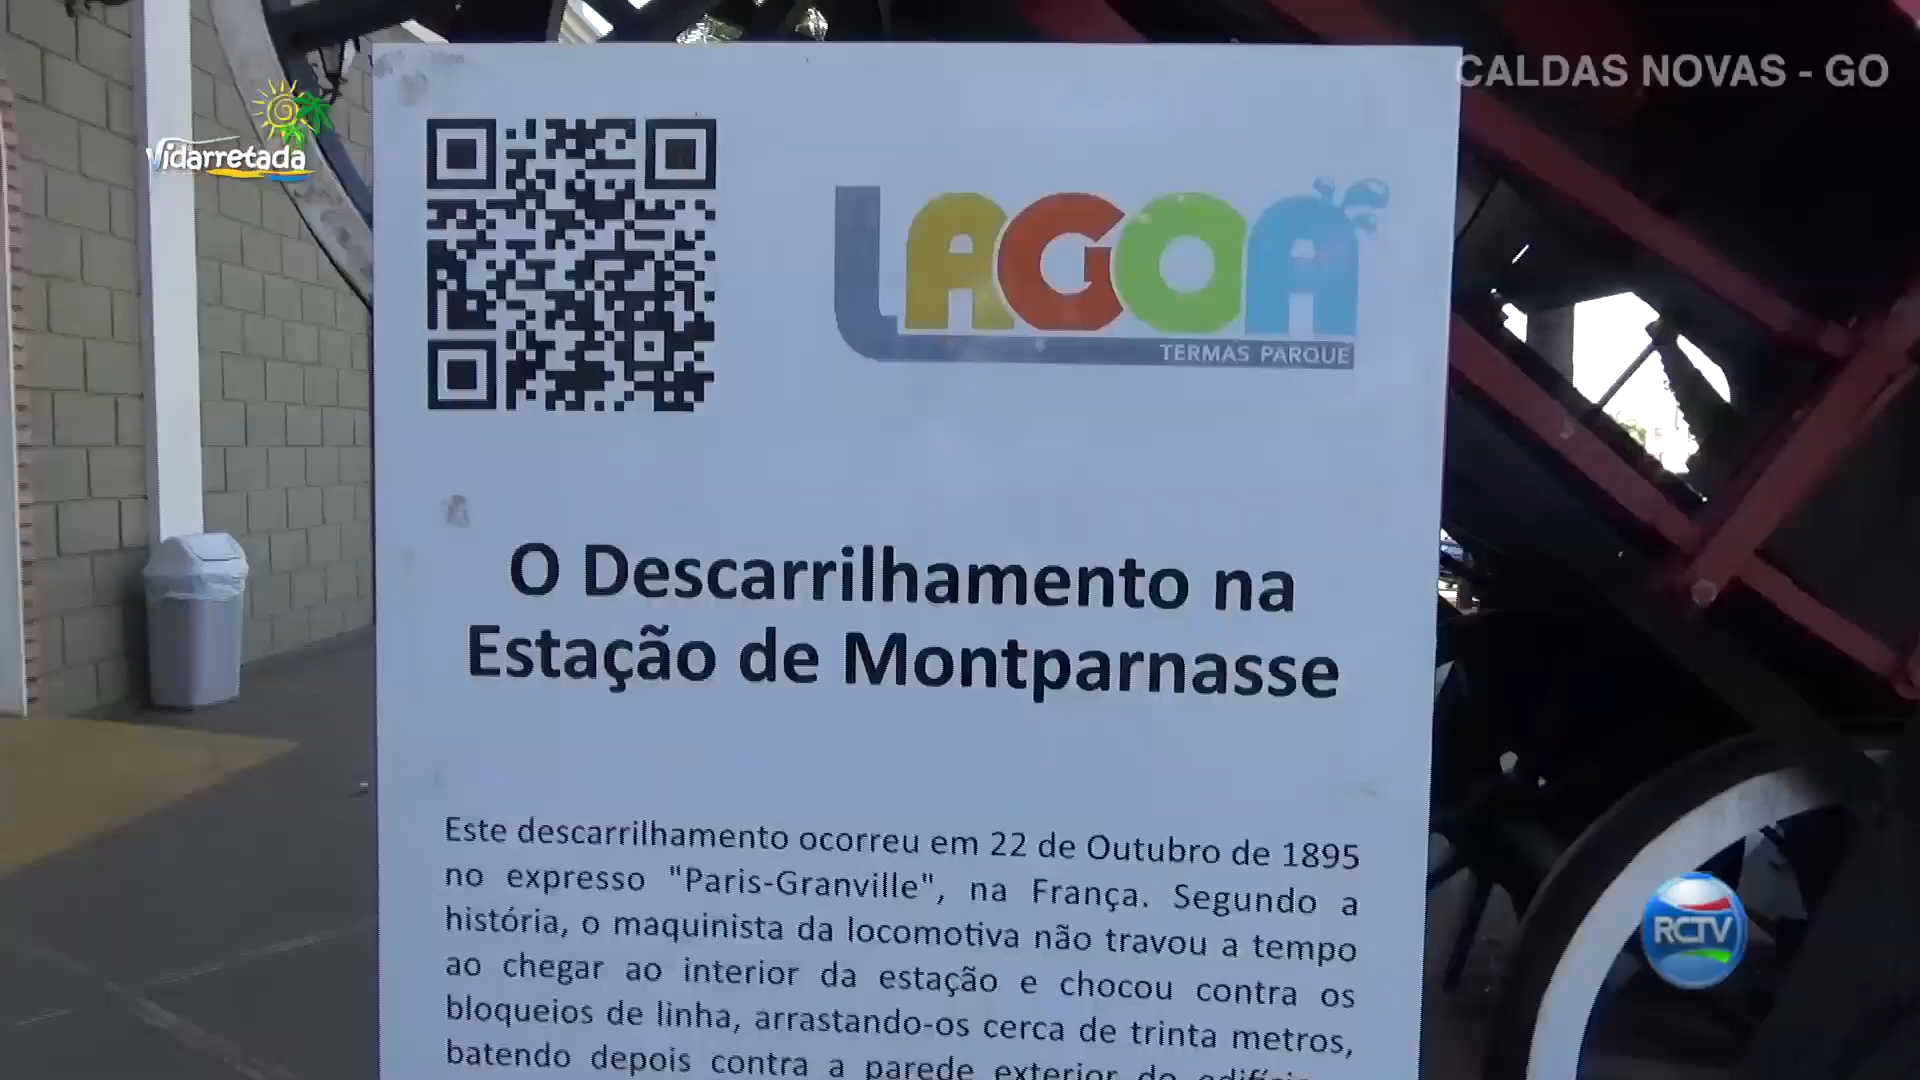 CALDAS NOVAS - GO
Vidarretada
LAGOA
TERMAS PARQUE
O Descarrilhamento na
Estação de Montparnasse
Este descarrilhamento ocorreu em 22 de Outubro de 1895
no expresso "Paris-Granville", na França. Segundo a
história, o maquinista da locomotiva não travou a tempo
ao chegar ao interior da estação e chocou contra os
bloqueios de linha, arrastando-os cerca de trinta metros,
batendo depois contra a parede exterior do
RCTV